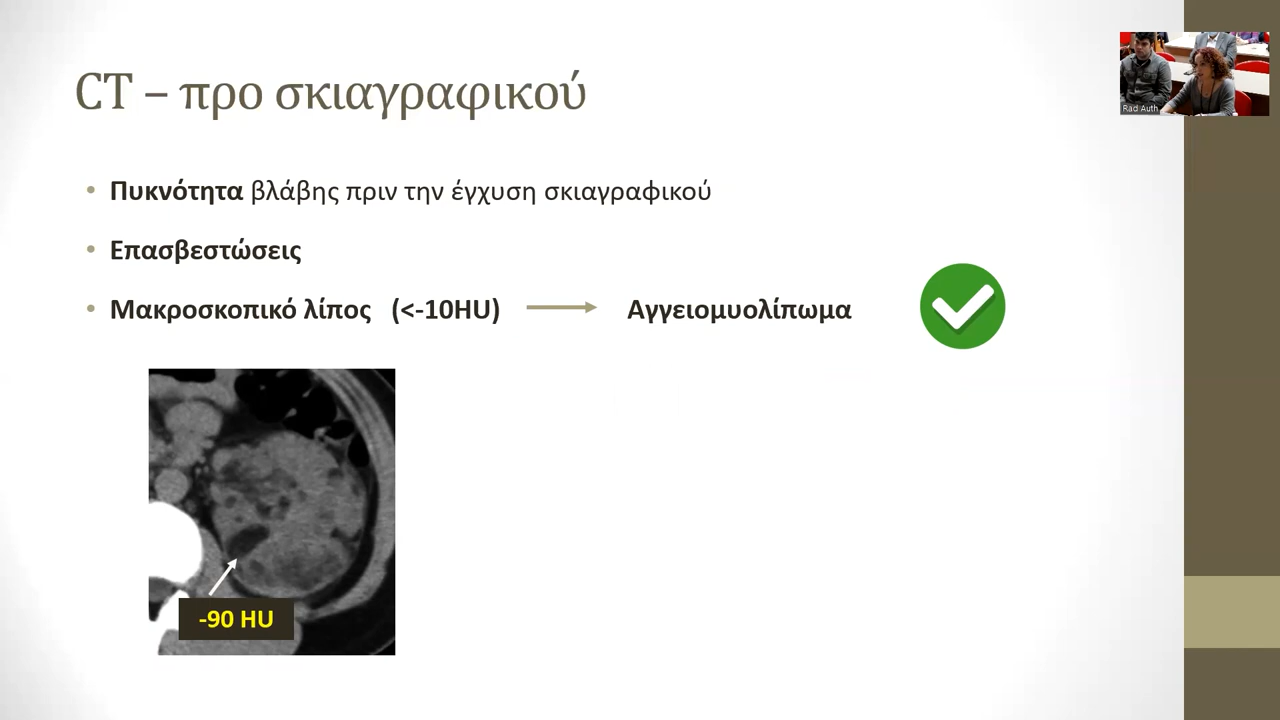 CT – προ σκιαγραφικού
Rad Auth
• Πυκνότητα βλάβης πριν την έγχυση σκιαγραφικού
• Επασβεστώσεις
• Μακροσκοπικό λίπος (<-10HU) Αγγειομυολίπωμα
-90 HU